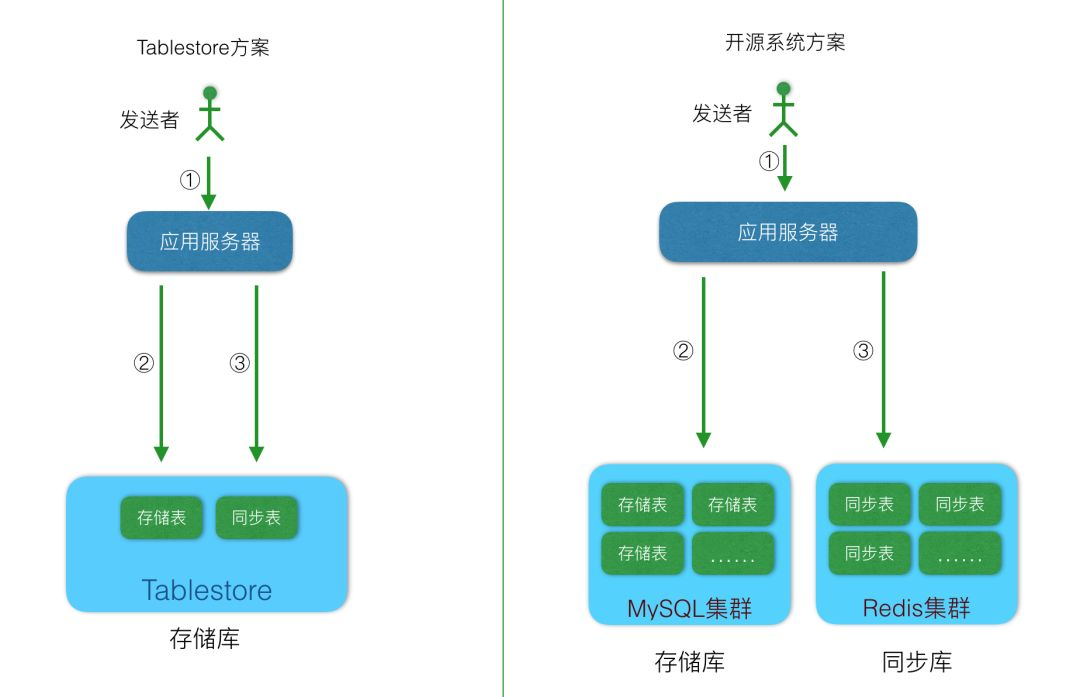 Tablestore方案
发送者
①
应用服务器
②
③
存储表
同步表
Tablestore
存储库
开源系统方案
发送者
①
应用服务器
②
③
存储表
存储表
存储表
......
MySQL集群
存储库
同步表
同步表
同步表
......
Redis集群
同步库